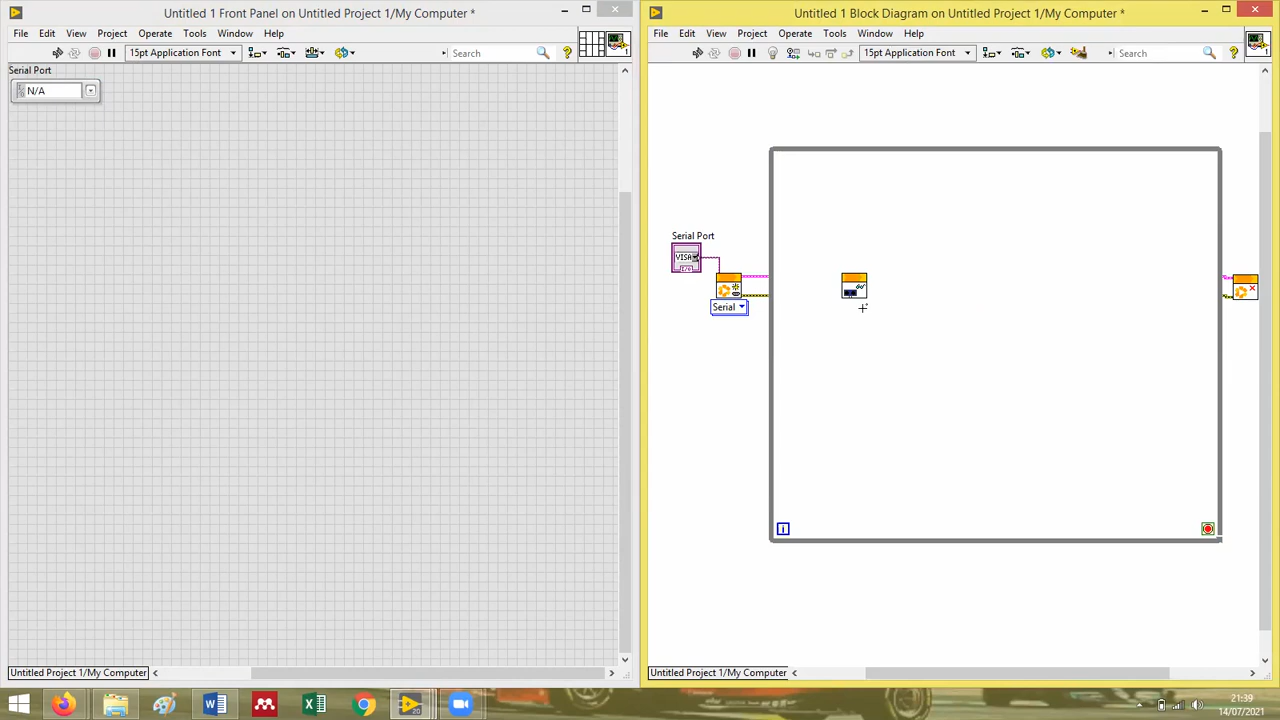 Untitled 1 Front Panel on Untitled Project 1/My Computer *
File Edit View Project Operate Tools Window Help
15pt Application Font
Search
1
Serial Port
N/A
Untitled Project 1/My Computer
Untitled 1 Block Diagram on Untitled Project 1/My Computer *
File Edit View Project Operate Tools Window Help
15pt Application Font
Search
1
Serial Port
VISA
Serial
i
Untitled Project 1/My Computer
21:39
14/07/2021